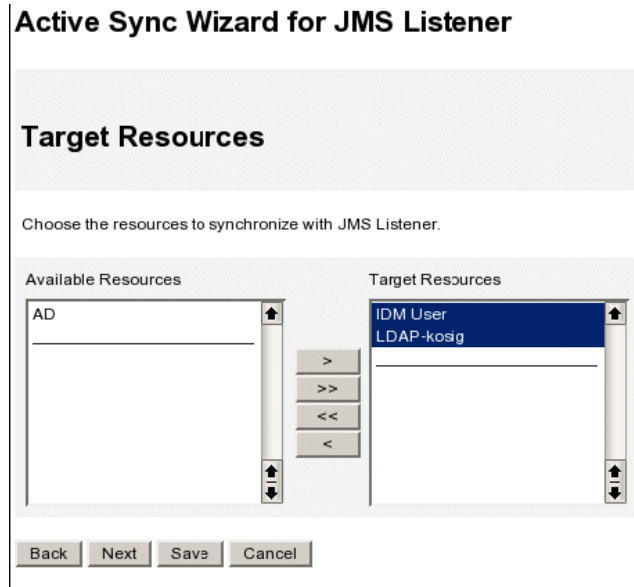 Active Sync Wizard for JMS Listener
Target Resources
Choose the resources to synchronize with JMS Listener.
Available Resources
Target Resources
AD
IDM User
LDAP-kosig
>
>>
<<
<
Back
Next
Save
Cancel